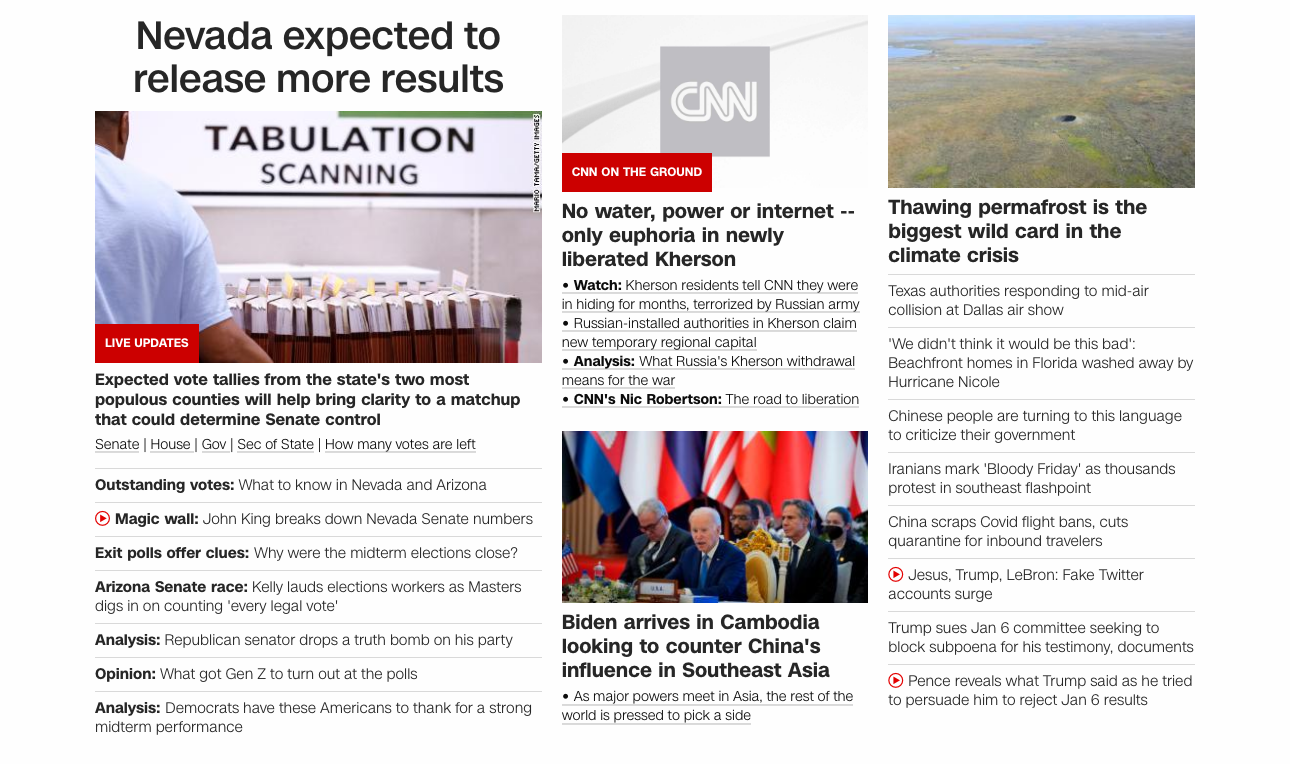 Nevada expected to
release more results
TABULATION
SCANNING
MARIO TAMA/GETTY IMAGES
LIVE UPDATES
Expected vote tallies from the state's two most
populous counties will help bring clarity to a matchup
that could determine Senate control
Senate | House | Gov | Sec of State | How many votes are left
Outstanding votes: What to know in Nevada and Arizona
Magic wall: John King breaks down Nevada Senate numbers
Exit polls offer clues: Why were the midterm elections close?
Arizona Senate race: Kelly lauds elections workers as Masters
digs in on counting 'every legal vote'
Analysis: Republican senator drops a truth bomb on his party
Opinion: What got Gen Z to turn out at the polls
Analysis: Democrats have these Americans to thank for a strong
midterm performance
CNN
CNN ON THE GROUND
No water, power or internet --
only euphoria in newly
liberated Kherson
• Watch: Kherson residents tell CNN they were
in hiding for months, terrorized by Russian army
• Russian-installed authorities in Kherson claim
new temporary regional capital
• Analysis: What Russia's Kherson withdrawal
means for the war
• CNN's Nic Robertson: The road to liberation
Biden arrives in Cambodia
looking to counter China's
influence in Southeast Asia
• As major powers meet in Asia, the rest of the
world is pressed to pick a side
Thawing permafrost is the
biggest wild card in the
climate crisis
Texas authorities responding to mid-air
collision at Dallas air show
'We didn't think it would be this bad':
Beachfront homes in Florida washed away by
Hurricane Nicole
Chinese people are turning to this language
to criticize their government
Iranians mark 'Bloody Friday' as thousands
protest in southeast flashpoint
China scraps Covid flight bans, cuts
quarantine for inbound travelers
Jesus, Trump, LeBron: Fake Twitter
accounts surge
Trump sues Jan 6 committee seeking to
block subpoena for his testimony, documents
Pence reveals what Trump said as he tried
to persuade him to reject Jan 6 results